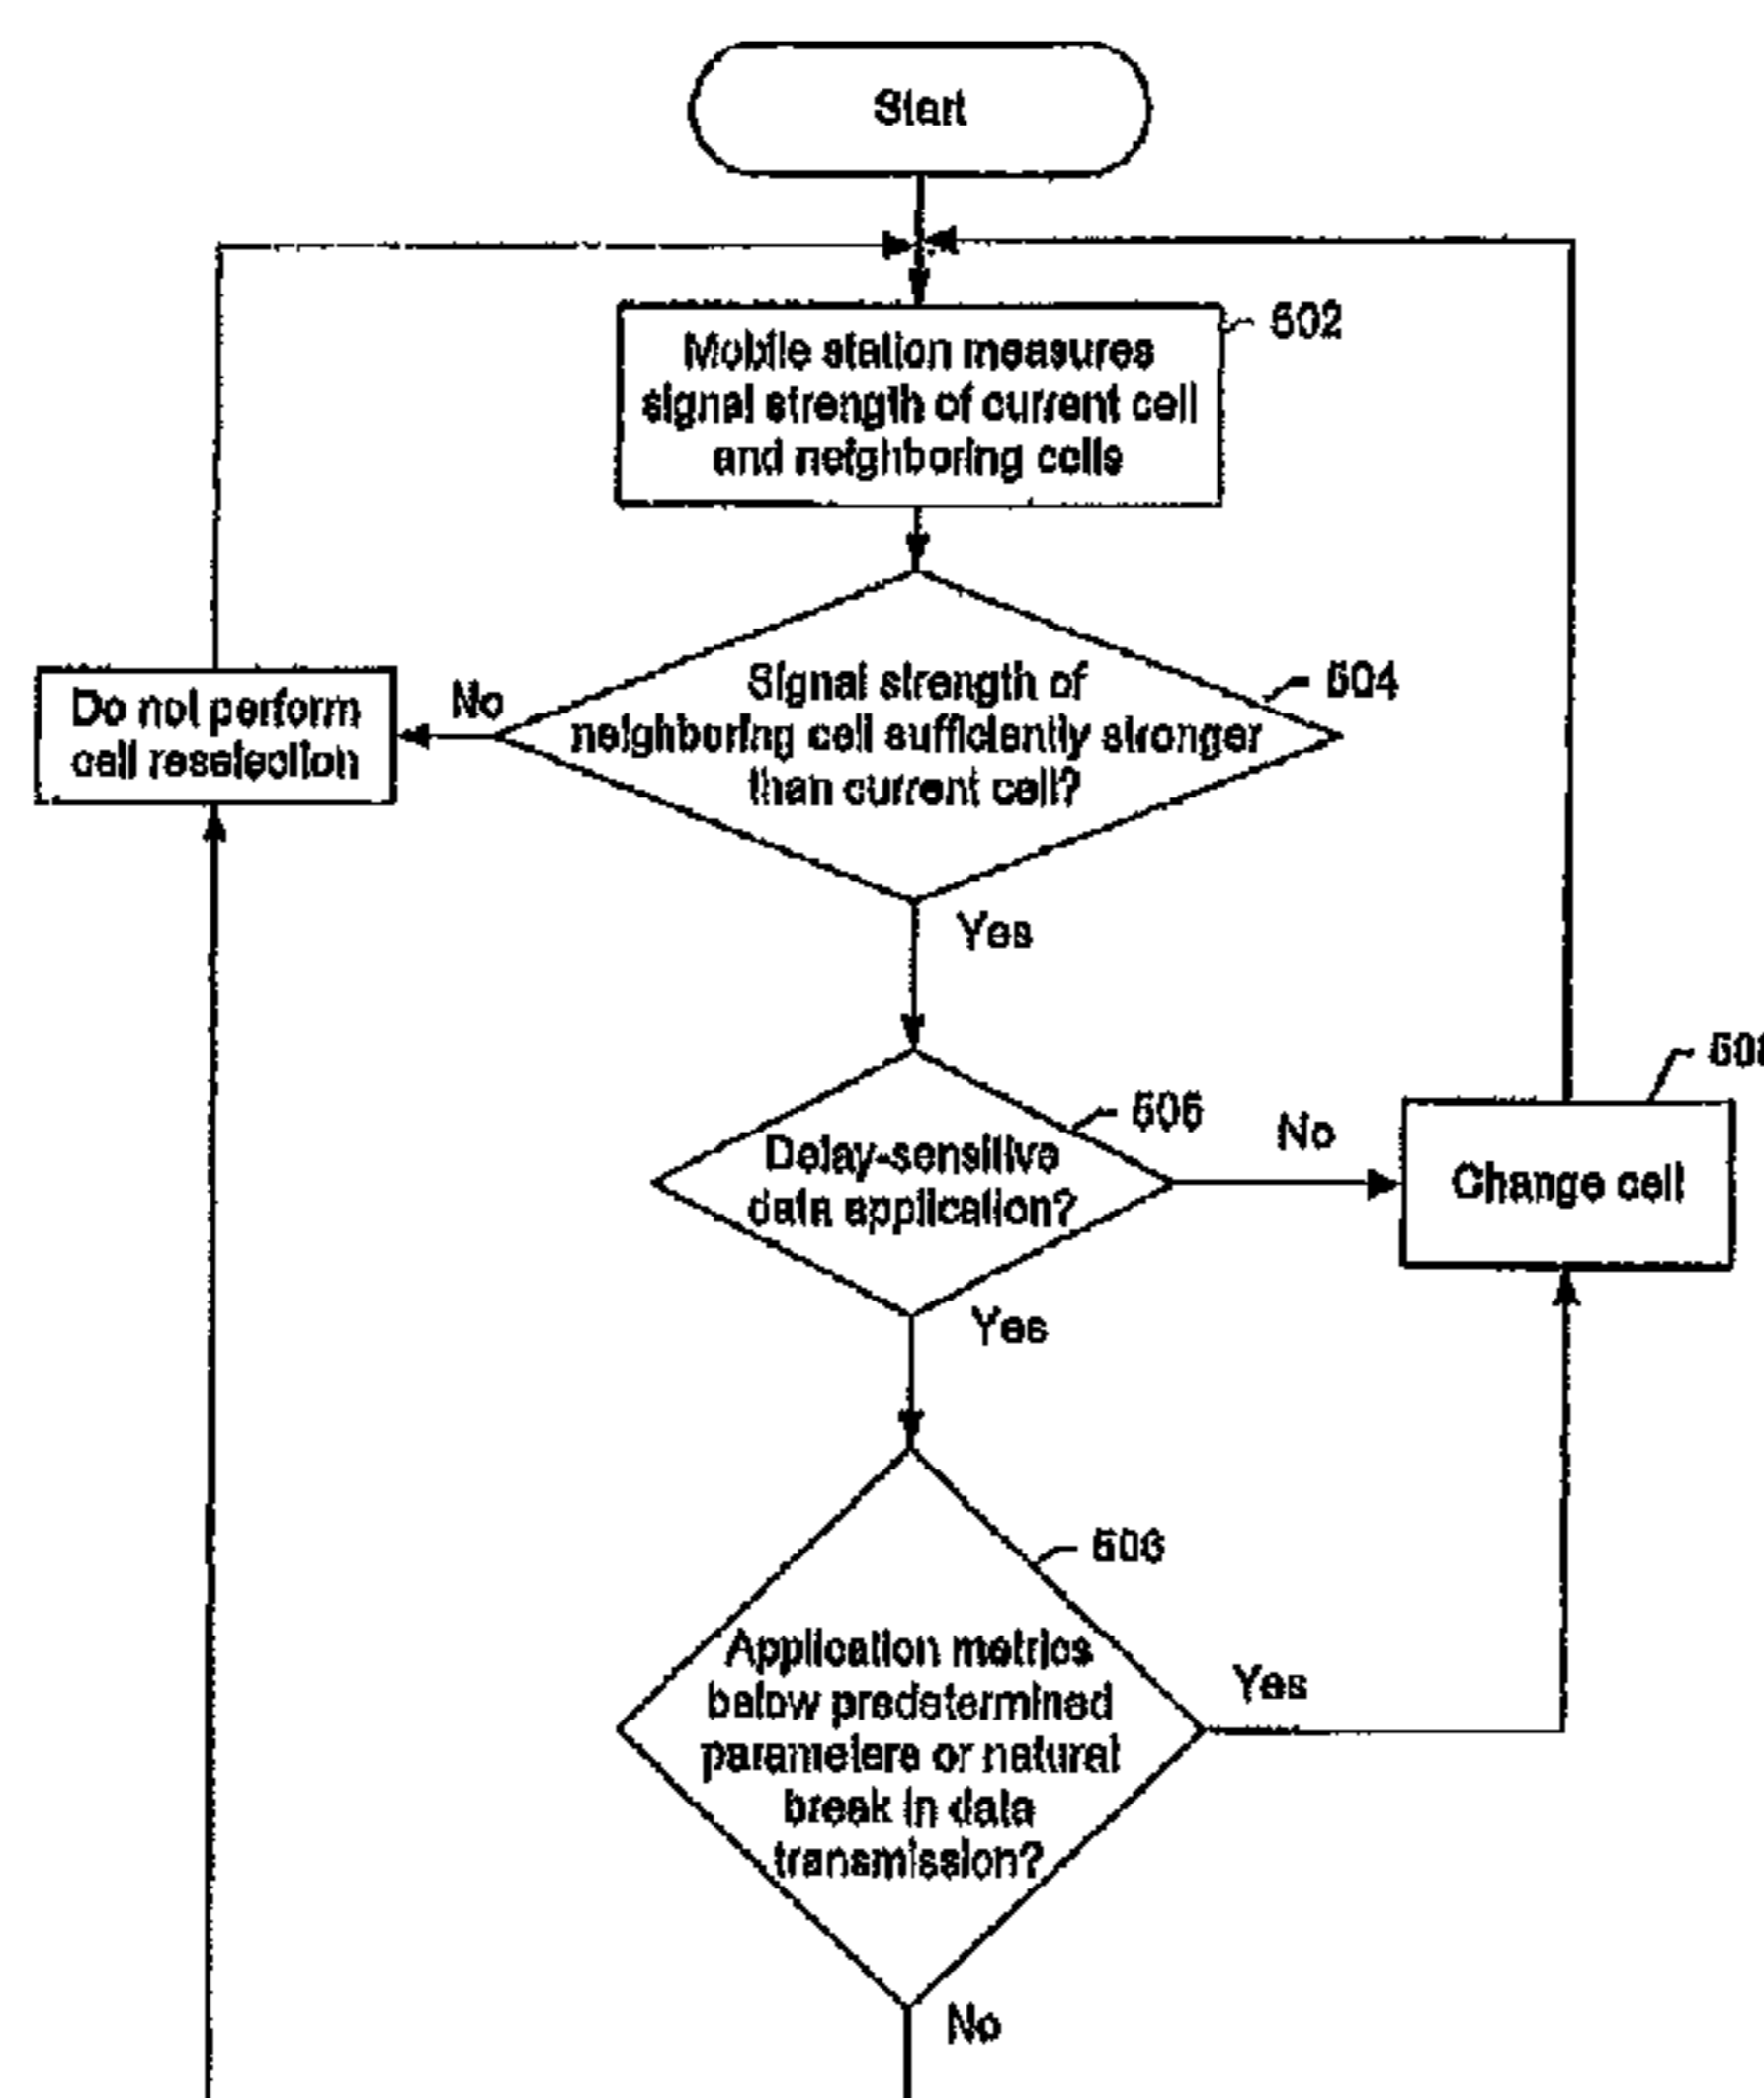 Start
502
Mobile station measures
signal strength of current cell
and neighboring cells
504
Signal strength of
neighboring cell sufficiently stronger
than current cell?
No
Do not perform
cell reselection
Yes
505
Delay-sensitive
data application?
No
Change cell
Yes
506
Application metrics
below predetermined
parameters or natural
break in data
transmission?
Yes
No